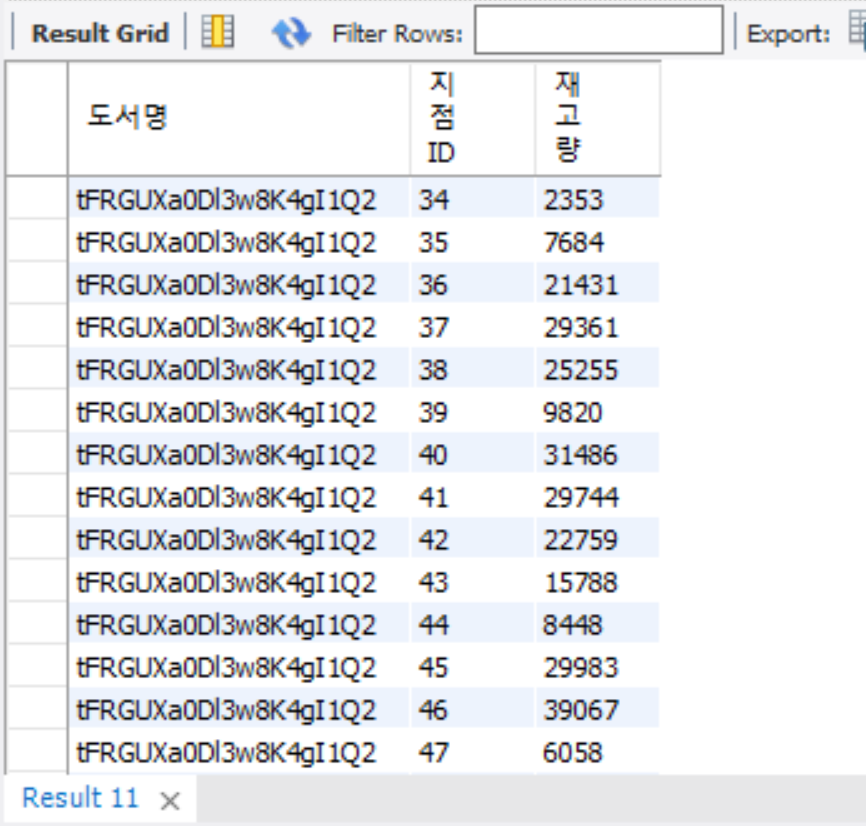 Result Grid Filter Rows: Export:
도서명 지점ID 재고량
tFRGUXa0Dl3w8K4gI1Q2 34 2353
tFRGUXa0Dl3w8K4gI1Q2 35 7684
tFRGUXa0Dl3w8K4gI1Q2 36 21431
tFRGUXa0Dl3w8K4gI1Q2 37 29361
tFRGUXa0Dl3w8K4gI1Q2 38 25255
tFRGUXa0Dl3w8K4gI1Q2 39 9820
tFRGUXa0Dl3w8K4gI1Q2 40 31486
tFRGUXa0Dl3w8K4gI1Q2 41 29744
tFRGUXa0Dl3w8K4gI1Q2 42 22759
tFRGUXa0Dl3w8K4gI1Q2 43 15788
tFRGUXa0Dl3w8K4gI1Q2 44 8448
tFRGUXa0Dl3w8K4gI1Q2 45 29983
tFRGUXa0Dl3w8K4gI1Q2 46 39067
tFRGUXa0Dl3w8K4gI1Q2 47 6058
Result 11